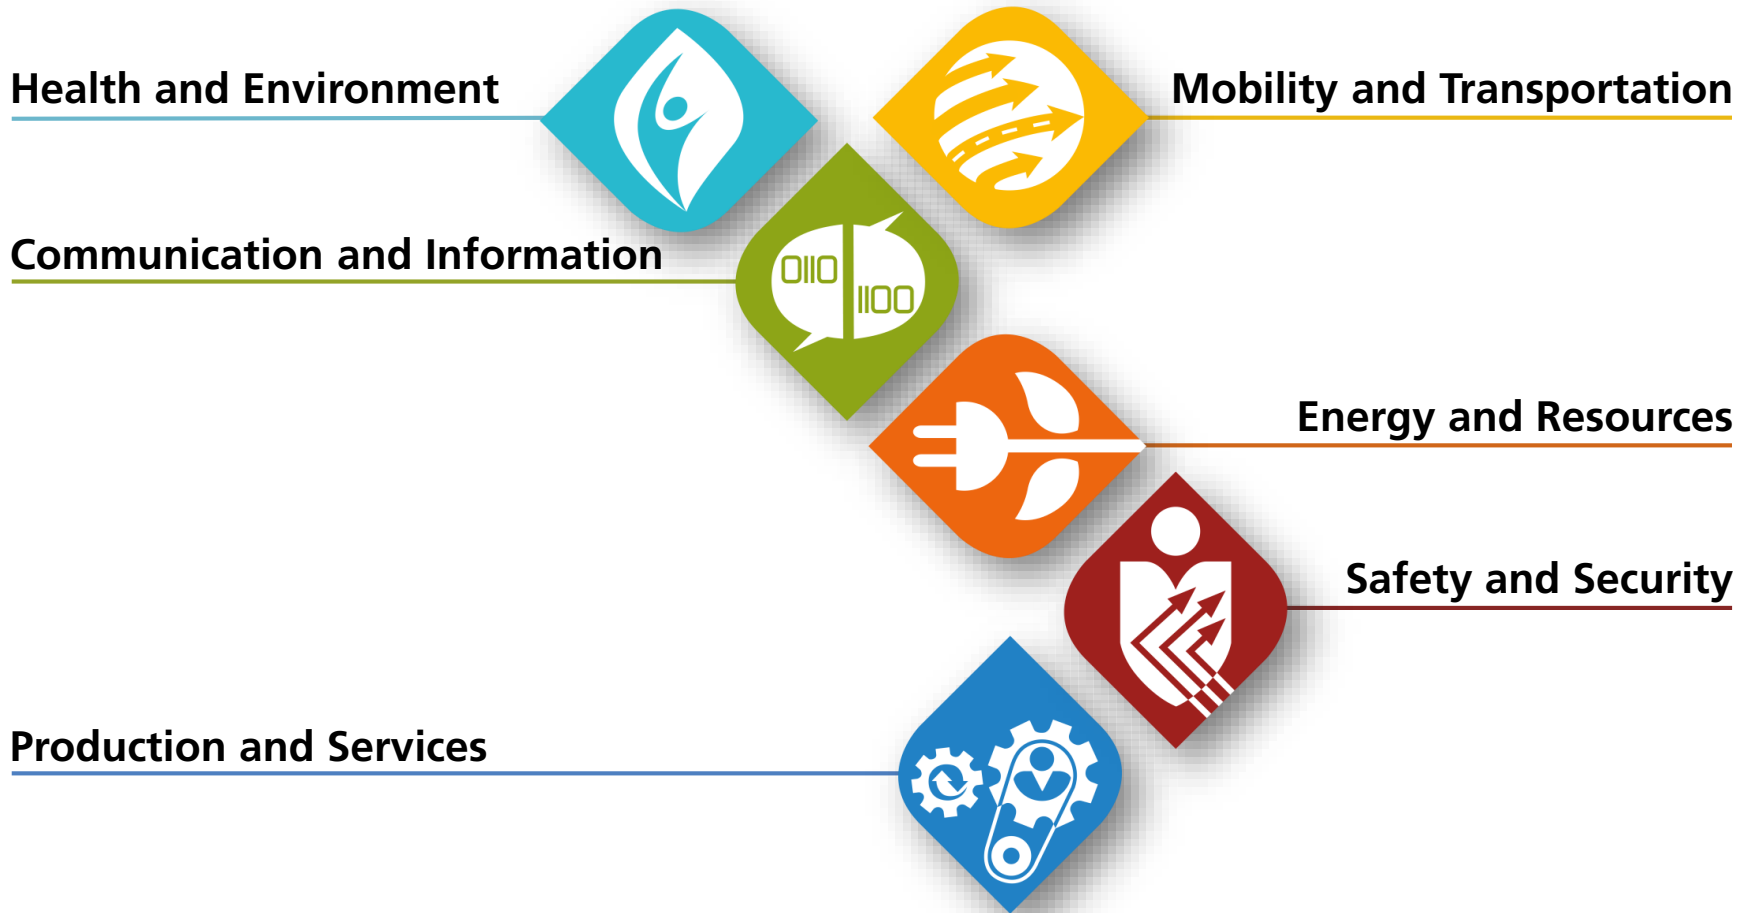 Health and Environment
Mobility and Transportation
Communication and Information
0110
1100
Energy and Resources
Safety and Security
Production and Services